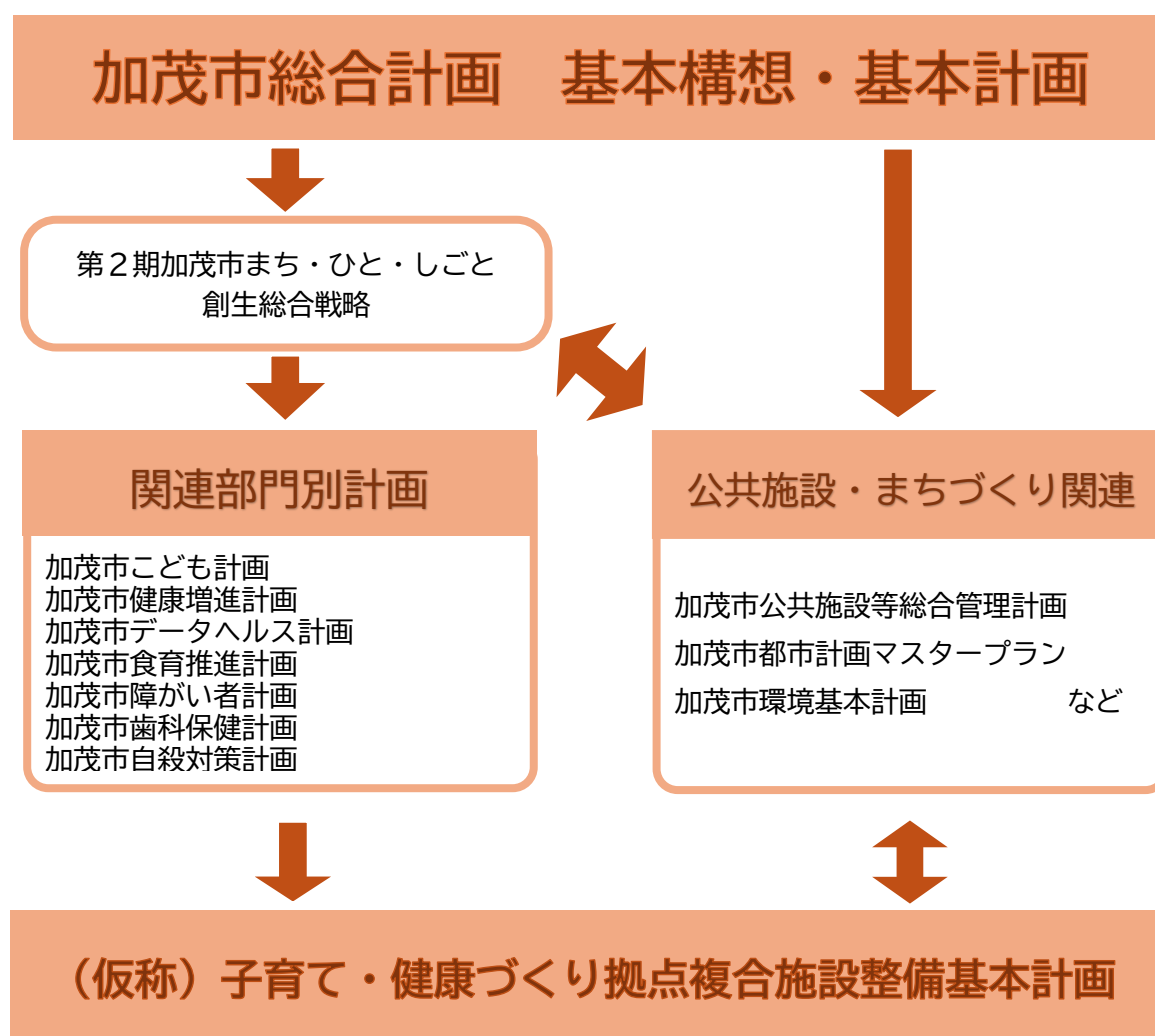 加茂市総合計画　基本構想・基本計画
第２期加茂市まち・ひと・しごと
創生総合戦略
関連部門別計画
加茂市こども計画
加茂市健康増進計画
加茂市データヘルス計画
加茂市食育推進計画
加茂市障がい者計画
加茂市歯科保健計画
加茂市自殺対策計画
公共施設・まちづくり関連
加茂市公共施設等総合管理計画
加茂市都市計画マスタープラン
加茂市環境基本計画　　　　　など
（仮称）子育て・健康づくり拠点複合施設整備基本計画